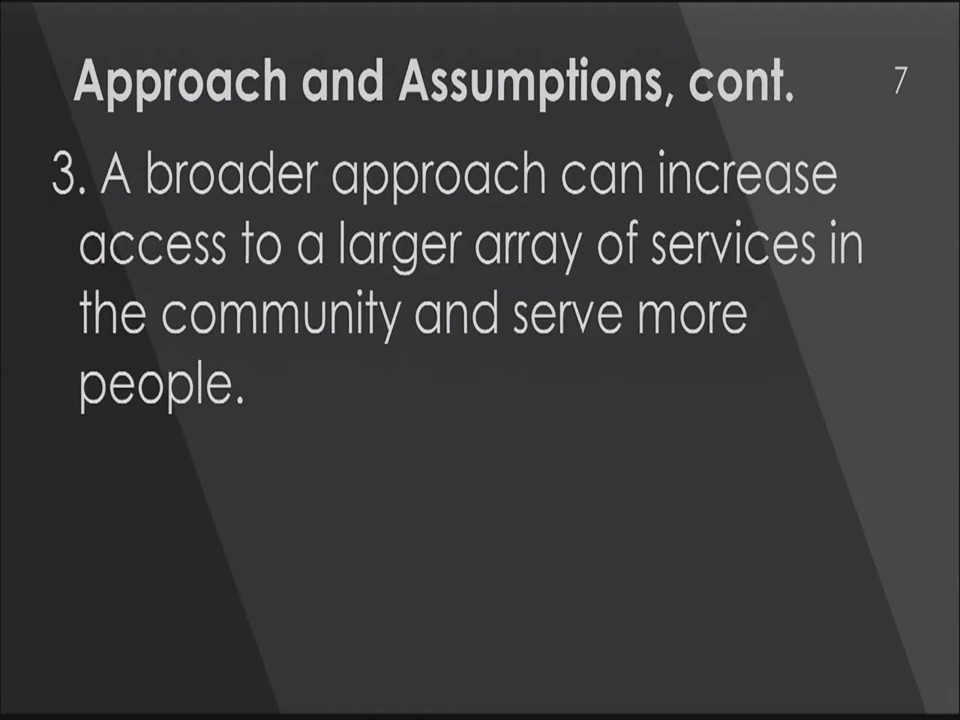 Approach and Assumptions, cont.
7
3. A broader approach can increase
access to a larger array of services in
the community and serve more
people.